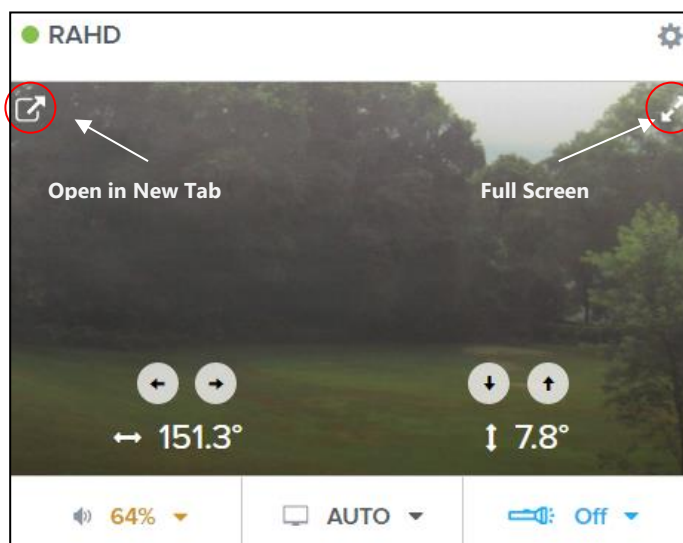 RAHD
Open in New Tab
Full Screen
151.3°
7.8°
64%
AUTO
Off